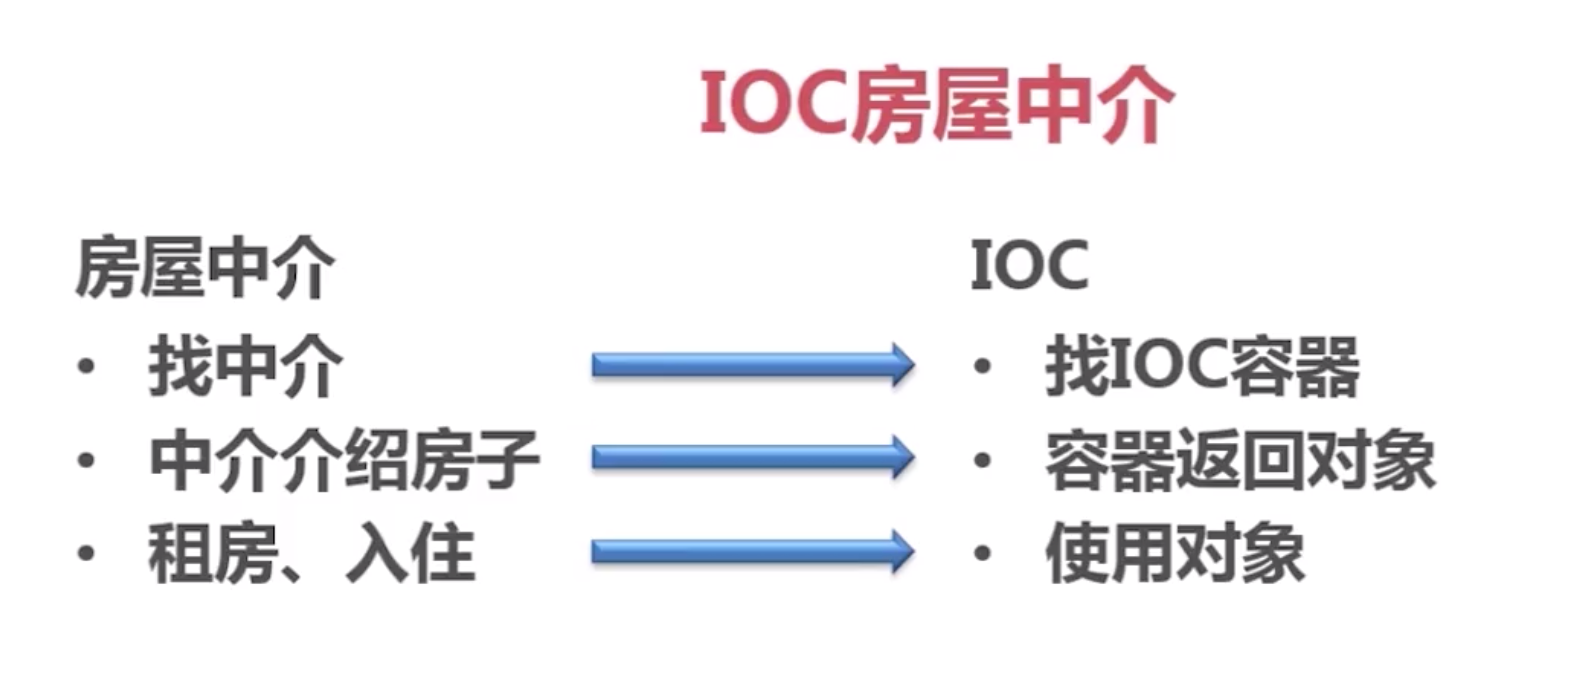 IOC房屋中介
房屋中介
• 找中介
• 中介介绍房子
• 租房、入住
IOC
• 找IOC容器
• 容器返回对象
• 使用对象